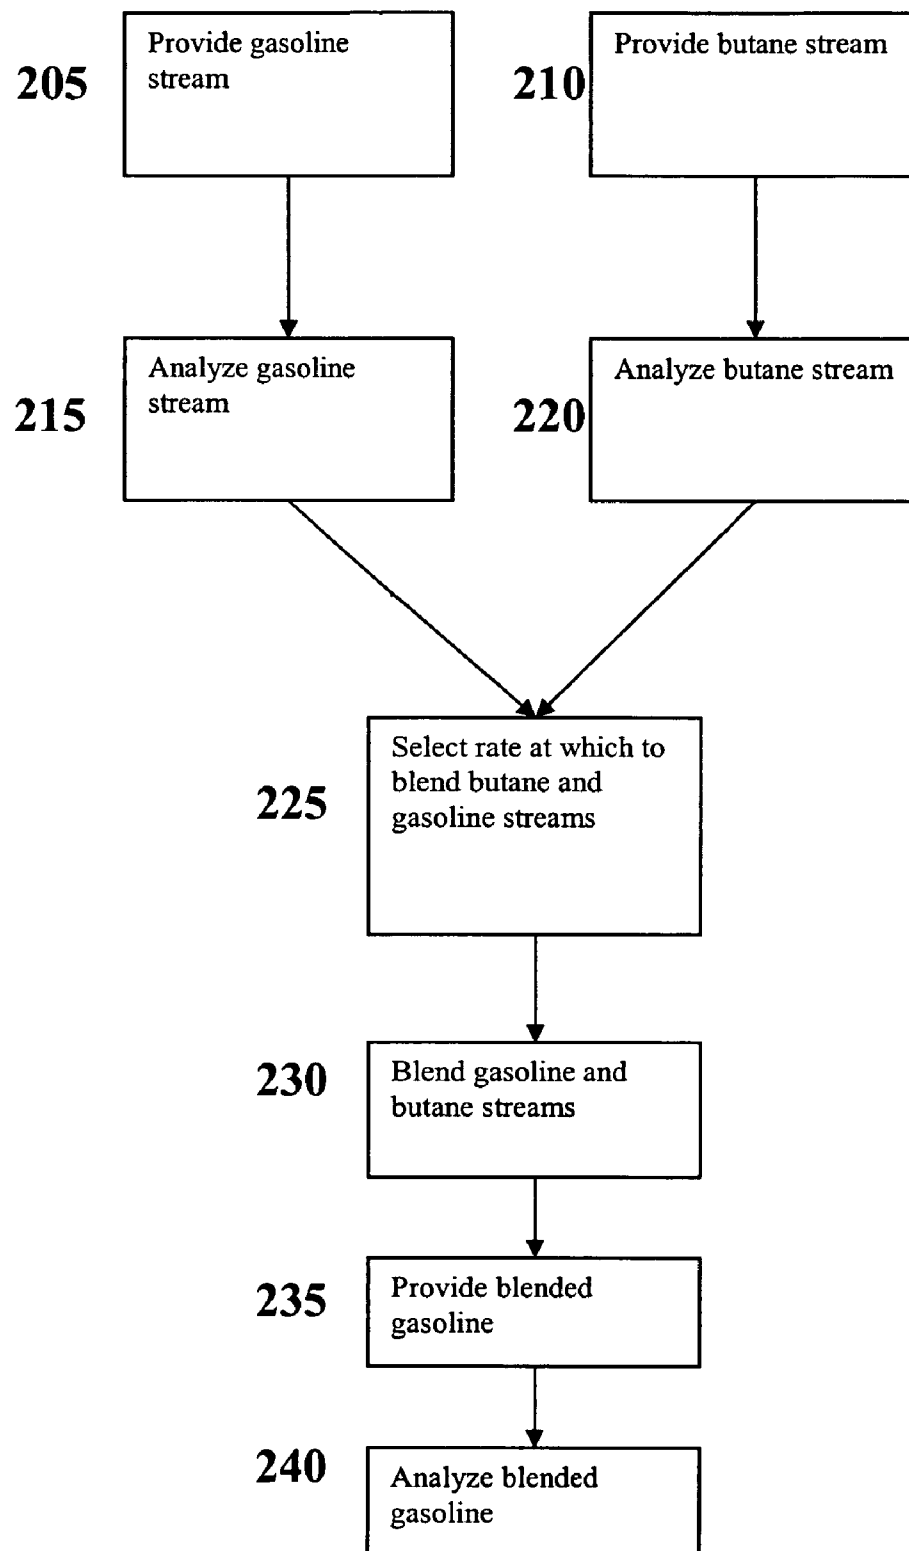 205
Provide gasoline
stream
210
Provide butane stream
215
Analyze gasoline
stream
220
Analyze butane stream
225
Select rate at which to
blend butane and
gasoline streams
230
Blend gasoline and
butane streams
235
Provide blended
gasoline
240
Analyze blended
gasoline